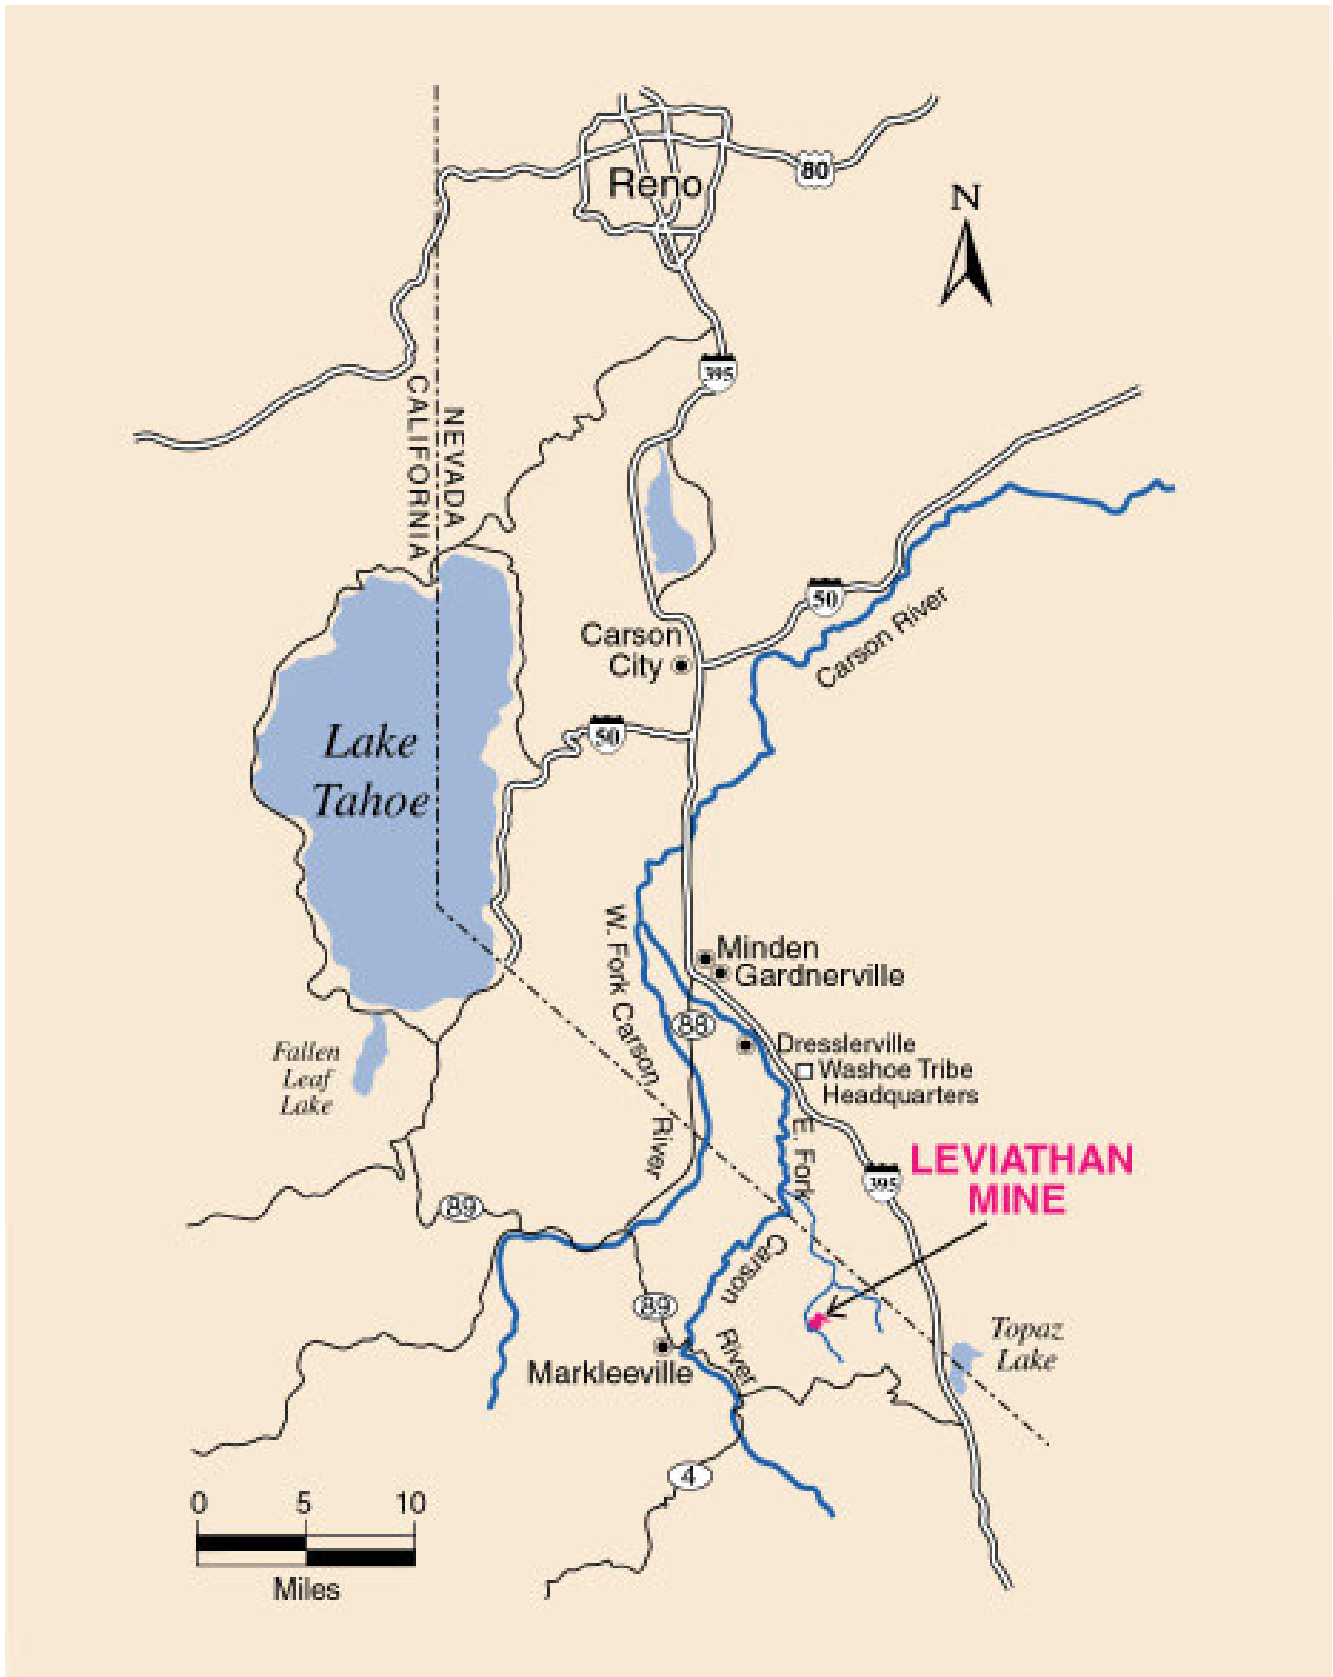 80
Reno
N
395
CALIFORNIA
NEVADA
50
Carson River
Carson
City
50
Lake
Tahoe
W. Fork Carson River
Minden
Gardnerville
88
Fallen
Leaf
Lake
Dresslerville
Washoe Tribe
Headquarters
E. Fork Carson River
395
LEVIATHAN
MINE
89
89
Topaz
Lake
Markleeville
4
0 5 10
Miles